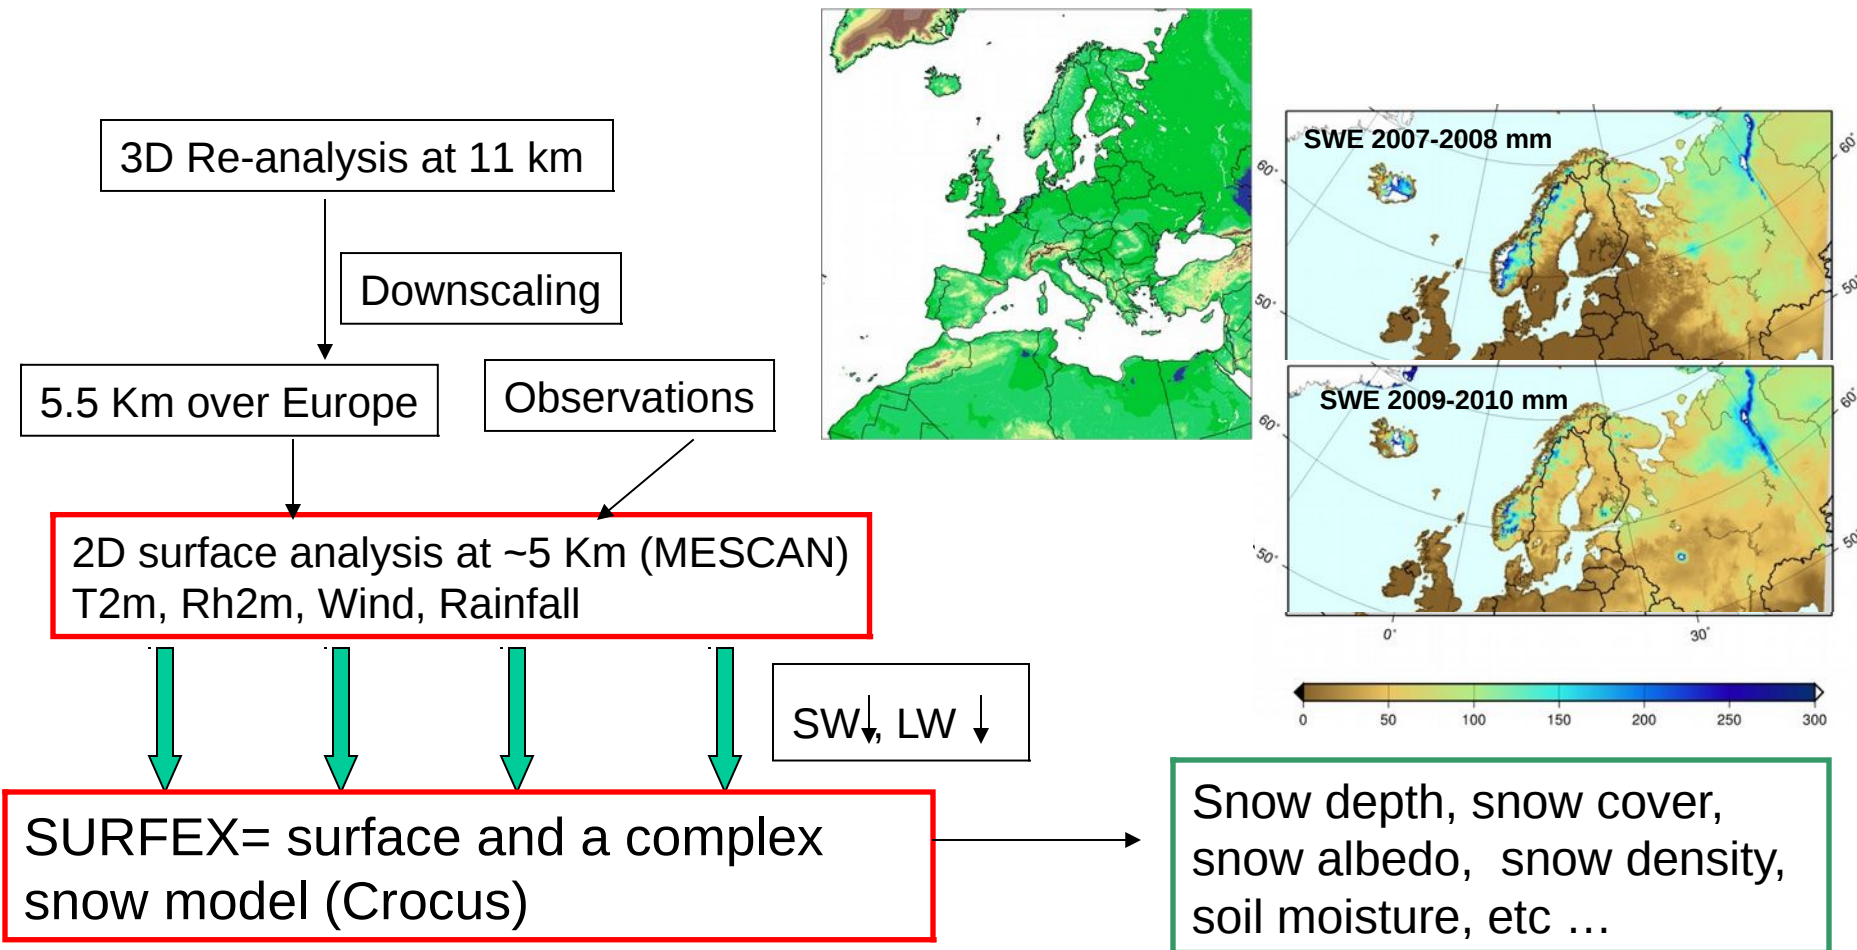 3D Re-analysis at 11 km
Downscaling
5.5 Km over Europe
Observations
2D surface analysis at ~5 Km (MESCAN)
T2m, Rh2m, Wind, Rainfall
SW↓, LW ↓
SURFEX= surface and a complex
snow model (Crocus)
Snow depth, snow cover,
snow albedo, snow density,
soil moisture, etc …
SWE 2007-2008 mm
60°
60°
50°
50°
SWE 2009-2010 mm
60°
60°
50°
50°
0°
30°
0 50 100 150 200 250 300